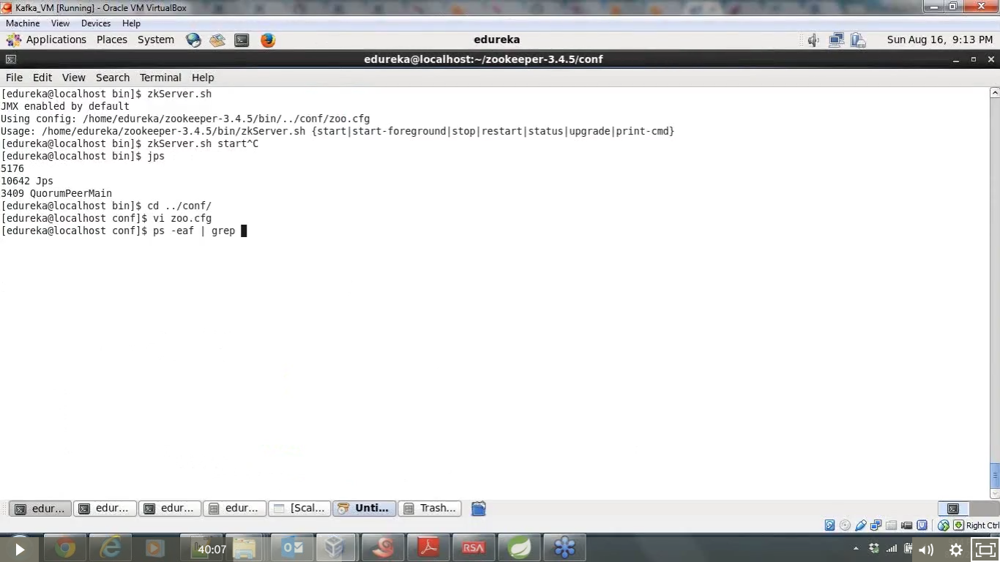 Kafka_VM [Running] - Oracle VM VirtualBox
Machine View Devices Help
Applications Places System edureka Sun Aug 16, 9:13 PM
edureka@localhost:~/zookeeper-3.4.5/conf
File Edit View Search Terminal Help
[edureka@localhost bin]$ zkServer.sh
JMX enabled by default
Using config: /home/edureka/zookeeper-3.4.5/bin/../conf/zoo.cfg
Usage: /home/edureka/zookeeper-3.4.5/bin/zkServer.sh {start|start-foreground|stop|restart|status|upgrade|print-cmd}
[edureka@localhost bin]$ zkServer.sh start^C
[edureka@localhost bin]$ jps
5176
10642 Jps
3409 QuorumPeerMain
[edureka@localhost bin]$ cd ../conf/
[edureka@localhost conf]$ vi zoo.cfg
[edureka@localhost conf]$ ps -eaf | grep
edur... edur... edur... edur... [Scal... Unti... Trash...
Right Ctrl
40:07 RSA